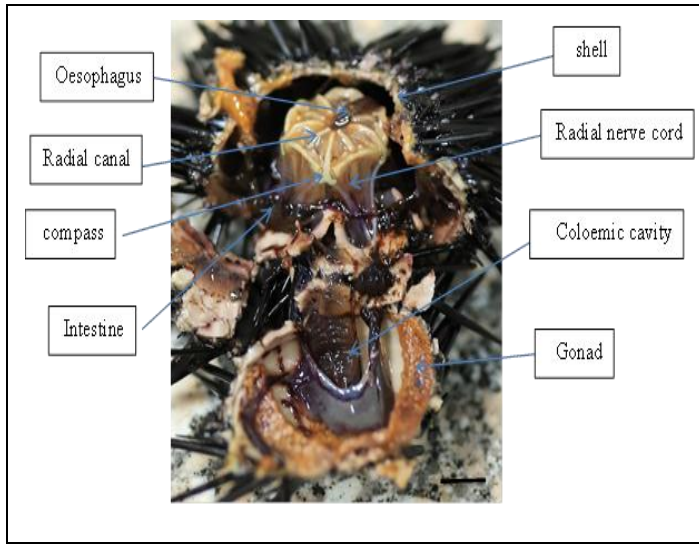 Oesophagus
shell
Radial canal
Radial nerve cord
compass
Coloemic cavity
Intestine
Gonad